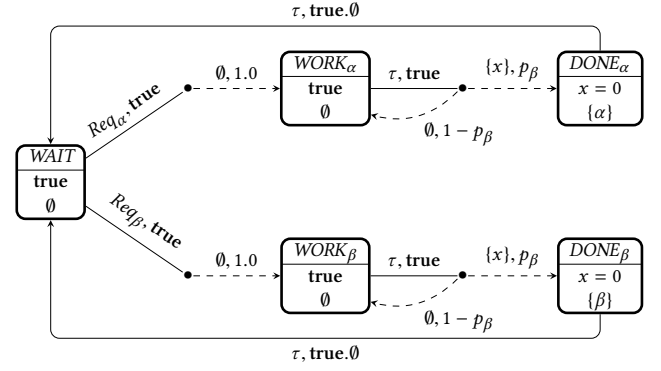 τ, true.∅
WORKα
true
∅
DONEα
x = 0
{α}
∅, 1.0
τ, true
{x}, pβ
∅, 1 − pβ
Reqα, true
WAIT
true
∅
Reqβ, true
WORKβ
true
∅
DONEβ
x = 0
{β}
∅, 1.0
τ, true
{x}, pβ
∅, 1 − pβ
τ, true.∅